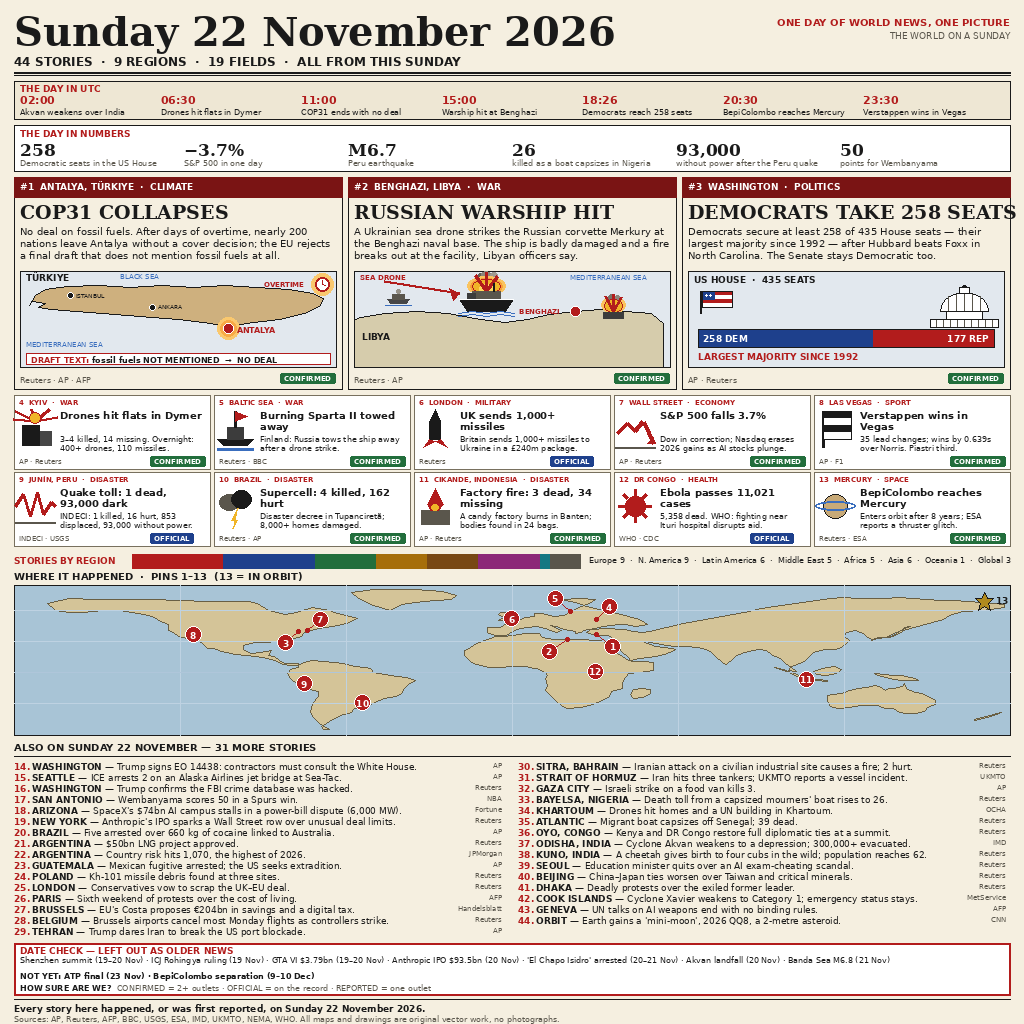 Sunday 22 November 2026
ONE DAY OF WORLD NEWS, ONE PICTURE
THE WORLD ON A SUNDAY
44 STORIES · 9 REGIONS · 19 FIELDS · ALL FROM THIS SUNDAY
THE DAY IN UTC
02:00 06:30 11:00 15:00 18:26 20:30 23:30
Akvan weakens over India Drones hit flats in Dymer COP31 ends with no deal Warship hit at Benghazi Democrats reach 258 seats BepiColombo reaches Mercury Verstappen wins in Vegas
THE DAY IN NUMBERS
258 −3.7% M6.7 26 93,000 50
Democratic seats in the US House S&P 500 in one day Peru earthquake killed as a boat capsizes in Nigeria without power after the Peru quake points for Wembanyama
#1 ANTALYA, TÜRKIYE · CLIMATE
COP31 COLLAPSES
No deal on fossil fuels. After days of overtime, nearly 200
nations leave Antalya without a cover decision; the EU rejects
a final draft that does not mention fossil fuels at all.
TÜRKIYE
BLACK SEA
OVERTIME
ISTANBUL
ANKARA
ANTALYA
MEDITERRANEAN SEA
DRAFT TEXT: fossil fuels NOT MENTIONED → NO DEAL
Reuters · AP · AFP
CONFIRMED
#2 BENGHAZI, LIBYA · WAR
RUSSIAN WARSHIP HIT
A Ukrainian sea drone strikes the Russian corvette Merkury at
the Benghazi naval base. The ship is badly damaged and a fire
breaks out at the facility, Libyan officers say.
SEA DRONE
MEDITERRANEAN SEA
BENGHAZI
LIBYA
Reuters · AP
CONFIRMED
#3 WASHINGTON · POLITICS
DEMOCRATS TAKE 258 SEATS
Democrats secure at least 258 of 435 House seats — their
largest majority since 1992 — after Hubbard beats Foxx in
North Carolina. The Senate stays Democratic too.
US HOUSE · 435 SEATS
258 DEM
177 REP
LARGEST MAJORITY SINCE 1992
AP · Reuters
CONFIRMED
4 KYIV · WAR
Drones hit flats in Dymer
3–4 killed, 14 missing. Overnight:
400+ drones, 110 missiles.
AP · Reuters
CONFIRMED
5 BALTIC SEA · WAR
Burning Sparta II towed
away
Finland: Russia tows the ship away
after a drone strike.
Reuters · BBC
CONFIRMED
6 LONDON · MILITARY
UK sends 1,000+
missiles
Britain sends 1,000+ missiles to
Ukraine in a £240m package.
Reuters
OFFICIAL
7 WALL STREET · ECONOMY
S&P 500 falls 3.7%
Dow in correction; Nasdaq erases
2026 gains as AI stocks plunge.
AP · Reuters
CONFIRMED
8 LAS VEGAS · SPORT
Verstappen wins in
Vegas
35 lead changes; wins by 0.639s
over Norris. Piastri third.
AP · F1
CONFIRMED
9 JUNÍN, PERU · DISASTER
Quake toll: 1 dead,
93,000 dark
INDECI: 1 killed, 16 hurt, 853
displaced, 93,000 without power.
INDECI · USGS
OFFICIAL
10 BRAZIL · DISASTER
Supercell: 4 killed, 162
hurt
Disaster decree in Tupanciretã;
8,000+ homes damaged.
Reuters · AP
CONFIRMED
11 CIKANDE, INDONESIA · DISASTER
Factory fire: 3 dead, 34
missing
A candy factory burns in Banten;
bodies found in 24 bags.
AP · Reuters
CONFIRMED
12 DR CONGO · HEALTH
Ebola passes 11,021
cases
5,358 dead. WHO: fighting near
Ituri hospital disrupts aid.
WHO · CDC
OFFICIAL
13 MERCURY · SPACE
BepiColombo reaches
Mercury
Enters orbit after 8 years; ESA
reports a thruster glitch.
Reuters · ESA
CONFIRMED
STORIES BY REGION
Europe 9 · N. America 9 · Latin America 6 · Middle East 5 · Africa 5 · Asia 6 · Oceania 1 · Global 3
WHERE IT HAPPENED · PINS 1–13 (13 = IN ORBIT)
5
4
13
7
6
8
3
2
1
12
9
11
10
ALSO ON SUNDAY 22 NOVEMBER — 31 MORE STORIES
14. WASHINGTON — Trump signs EO 14438: contractors must consult the White House. AP
15. SEATTLE — ICE arrests 2 on an Alaska Airlines jet bridge at Sea-Tac. AP
16. WASHINGTON — Trump confirms the FBI crime database was hacked. Reuters
17. SAN ANTONIO — Wembanyama scores 50 in a Spurs win. NBA
18. ARIZONA — SpaceX's $74bn AI campus stalls in a power-bill dispute (6,000 MW). Fortune
19. NEW YORK — Anthropic's IPO sparks a Wall Street row over unusual deal limits. Reuters
20. BRAZIL — Five arrested over 660 kg of cocaine linked to Australia. AP
21. ARGENTINA — $50bn LNG project approved. Reuters
22. ARGENTINA — Country risk hits 1,070, the highest of 2026. JPMorgan
23. GUATEMALA — Mexican fugitive arrested; the US seeks extradition. AP
24. POLAND — Kh-101 missile debris found at three sites. Reuters
25. LONDON — Conservatives vow to scrap the UK–EU deal. Reuters
26. PARIS — Sixth weekend of protests over the cost of living. AFP
27. BRUSSELS — EU's Costa proposes €204bn in savings and a digital tax. Handelsblatt
28. BELGIUM — Brussels airports cancel most Monday flights as controllers strike. Reuters
29. TEHRAN — Trump dares Iran to break the US port blockade. AP
30. SITRA, BAHRAIN — Iranian attack on a civilian industrial site causes a fire; 2 hurt. Reuters
31. STRAIT OF HORMUZ — Iran hits three tankers; UKMTO reports a vessel incident. UKMTO
32. GAZA CITY — Israeli strike on a food van kills 3. AP
33. BAYELSA, NIGERIA — Death toll from a capsized mourners' boat rises to 26. Reuters
34. KHARTOUM — Drones hit homes and a UN building in Khartoum. OCHA
35. ATLANTIC — Migrant boat capsizes off Senegal; 39 dead. Reuters
36. OYO, CONGO — Kenya and DR Congo restore full diplomatic ties at a summit. Reuters
37. ODISHA, INDIA — Cyclone Akvan weakens to a depression; 300,000+ evacuated. IMD
38. KUNO, INDIA — A cheetah gives birth to four cubs in the wild; population reaches 62. Reuters
39. SEOUL — Education minister quits over an AI exam-cheating scandal. Reuters
40. BEIJING — China–Japan ties worsen over Taiwan and critical minerals. Reuters
41. DHAKA — Deadly protests over the exiled former leader. Reuters
42. COOK ISLANDS — Cyclone Xavier weakens to Category 1; emergency status stays. MetService
43. GENEVA — UN talks on AI weapons end with no binding rules. AFP
44. ORBIT — Earth gains a 'mini-moon', 2026 QQ8, a 2-metre asteroid. CNN
DATE CHECK — LEFT OUT AS OLDER NEWS
Shenzhen summit (19–20 Nov) · ICJ Rohingya ruling (19 Nov) · GTA VI $3.79bn (19–20 Nov) · Anthropic IPO $93.5bn (20 Nov) · 'El Chapo Isidro' arrested (20–21 Nov) · Akvan landfall (20 Nov) · Banda Sea M6.8 (21 Nov)
NOT YET: ATP final (23 Nov) · BepiColombo separation (9–10 Dec)
HOW SURE ARE WE? CONFIRMED = 2+ outlets · OFFICIAL = on the record · REPORTED = one outlet
Every story here happened, or was first reported, on Sunday 22 November 2026.
Sources: AP, Reuters, AFP, BBC, USGS, ESA, IMD, UKMTO, NEMA, WHO. All maps and drawings are original vector work, no photographs.